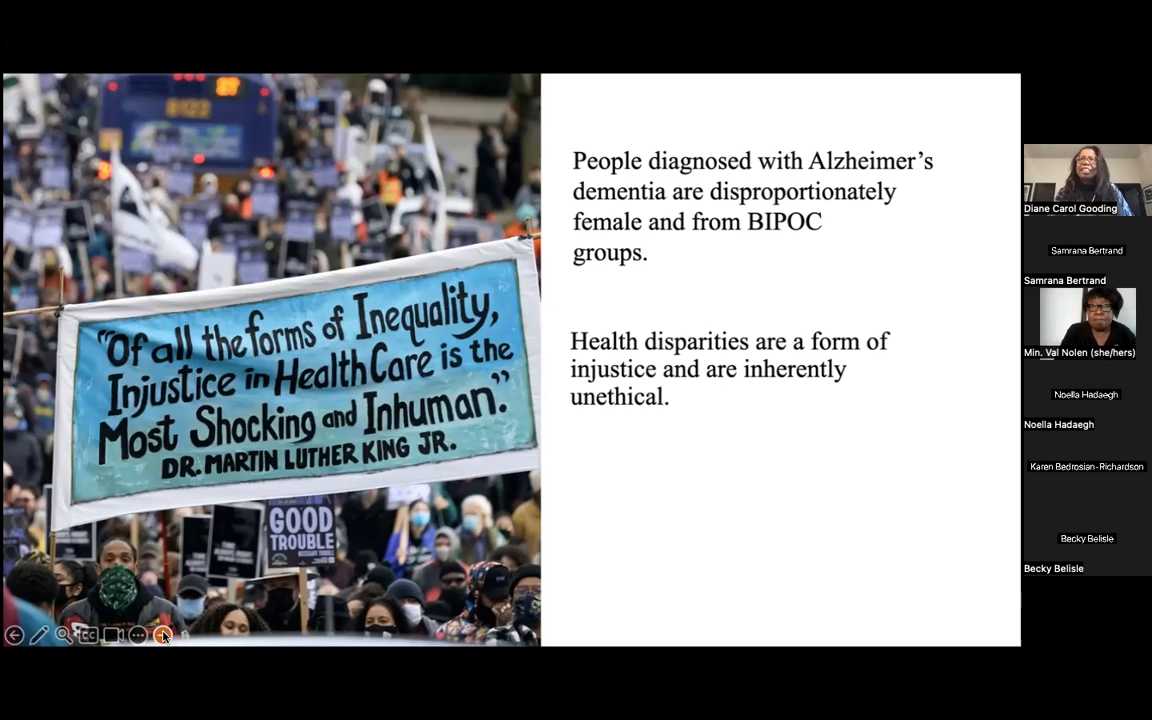 8122
"Of all the forms of Inequality,
Injustice in Health Care is the
Most Shocking and Inhuman."
DR. MARTIN LUTHER KING JR.
GOOD
TROUBLE
People diagnosed with Alzheimer’s
dementia are disproportionately
female and from BIPOC
groups.
Health disparities are a form of
injustice and are inherently
unethical.
CC
Diane Carol Gooding
Samrana Bertrand
Samrana Bertrand
Min. Val Nolen (she/hers)
Noella Hadaegh
Noella Hadaegh
Karen Bedrosian-Richardson
Becky Belisle
Becky Belisle